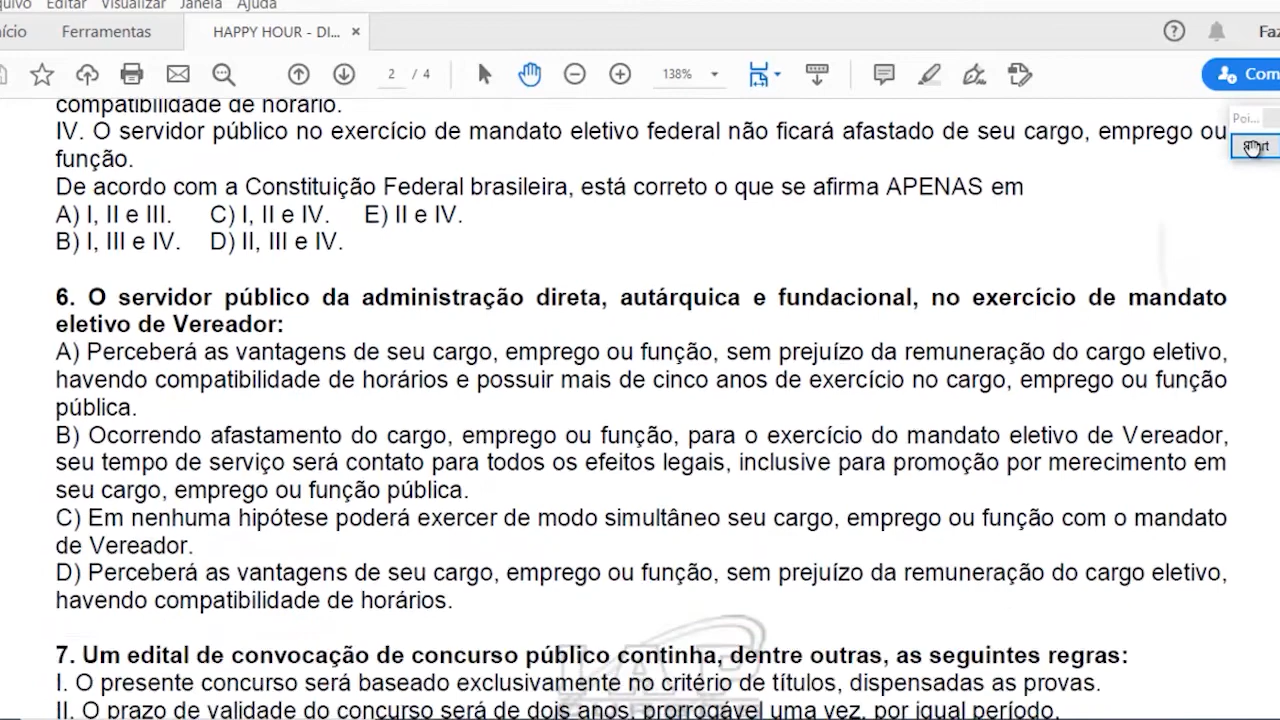 quivo Editar Visualizar Janela Ajuda
nício Ferramentas HAPPY HOUR - DI... × ? Faz
2 / 4 138% Com
compatibilidade de horário. Poi...
IV. O servidor público no exercício de mandato eletivo federal não ficará afastado de seu cargo, emprego ou
função.
De acordo com a Constituição Federal brasileira, está correto o que se afirma APENAS em
A) I, II e III. C) I, II e IV. E) II e IV.
B) I, III e IV. D) II, III e IV.
6. O servidor público da administração direta, autárquica e fundacional, no exercício de mandato
eletivo de Vereador:
A) Perceberá as vantagens de seu cargo, emprego ou função, sem prejuízo da remuneração do cargo eletivo,
havendo compatibilidade de horários e possuir mais de cinco anos de exercício no cargo, emprego ou função
pública.
B) Ocorrendo afastamento do cargo, emprego ou função, para o exercício do mandato eletivo de Vereador,
seu tempo de serviço será contato para todos os efeitos legais, inclusive para promoção por merecimento em
seu cargo, emprego ou função pública.
C) Em nenhuma hipótese poderá exercer de modo simultâneo seu cargo, emprego ou função com o mandato
de Vereador.
D) Perceberá as vantagens de seu cargo, emprego ou função, sem prejuízo da remuneração do cargo eletivo,
havendo compatibilidade de horários.
7. Um edital de convocação de concurso público continha, dentre outras, as seguintes regras:
I. O presente concurso será baseado exclusivamente no critério de títulos, dispensadas as provas.
II. O prazo de validade do concurso será de dois anos, prorrogável uma vez, por igual período.